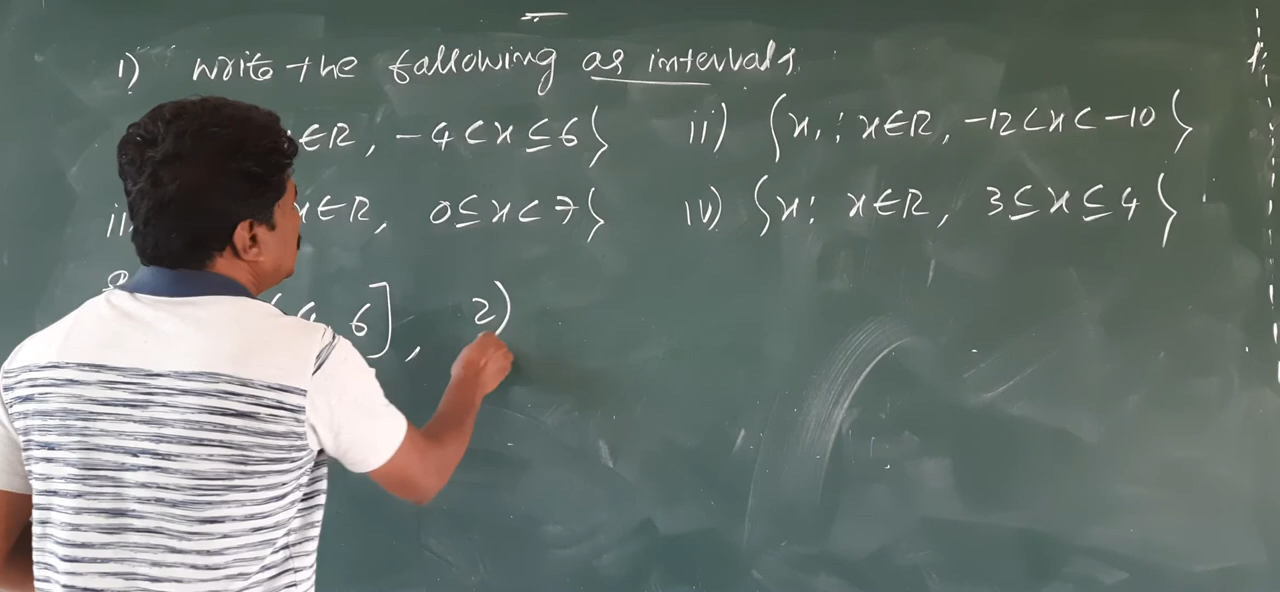 1) write the following as intervals.
∈R, -4<x≤6} ii) {x, : x∈R, -12<x<-10}
x∈R, 0≤x<7} iv) {x: x∈R, 3≤x≤4}
6], 2)